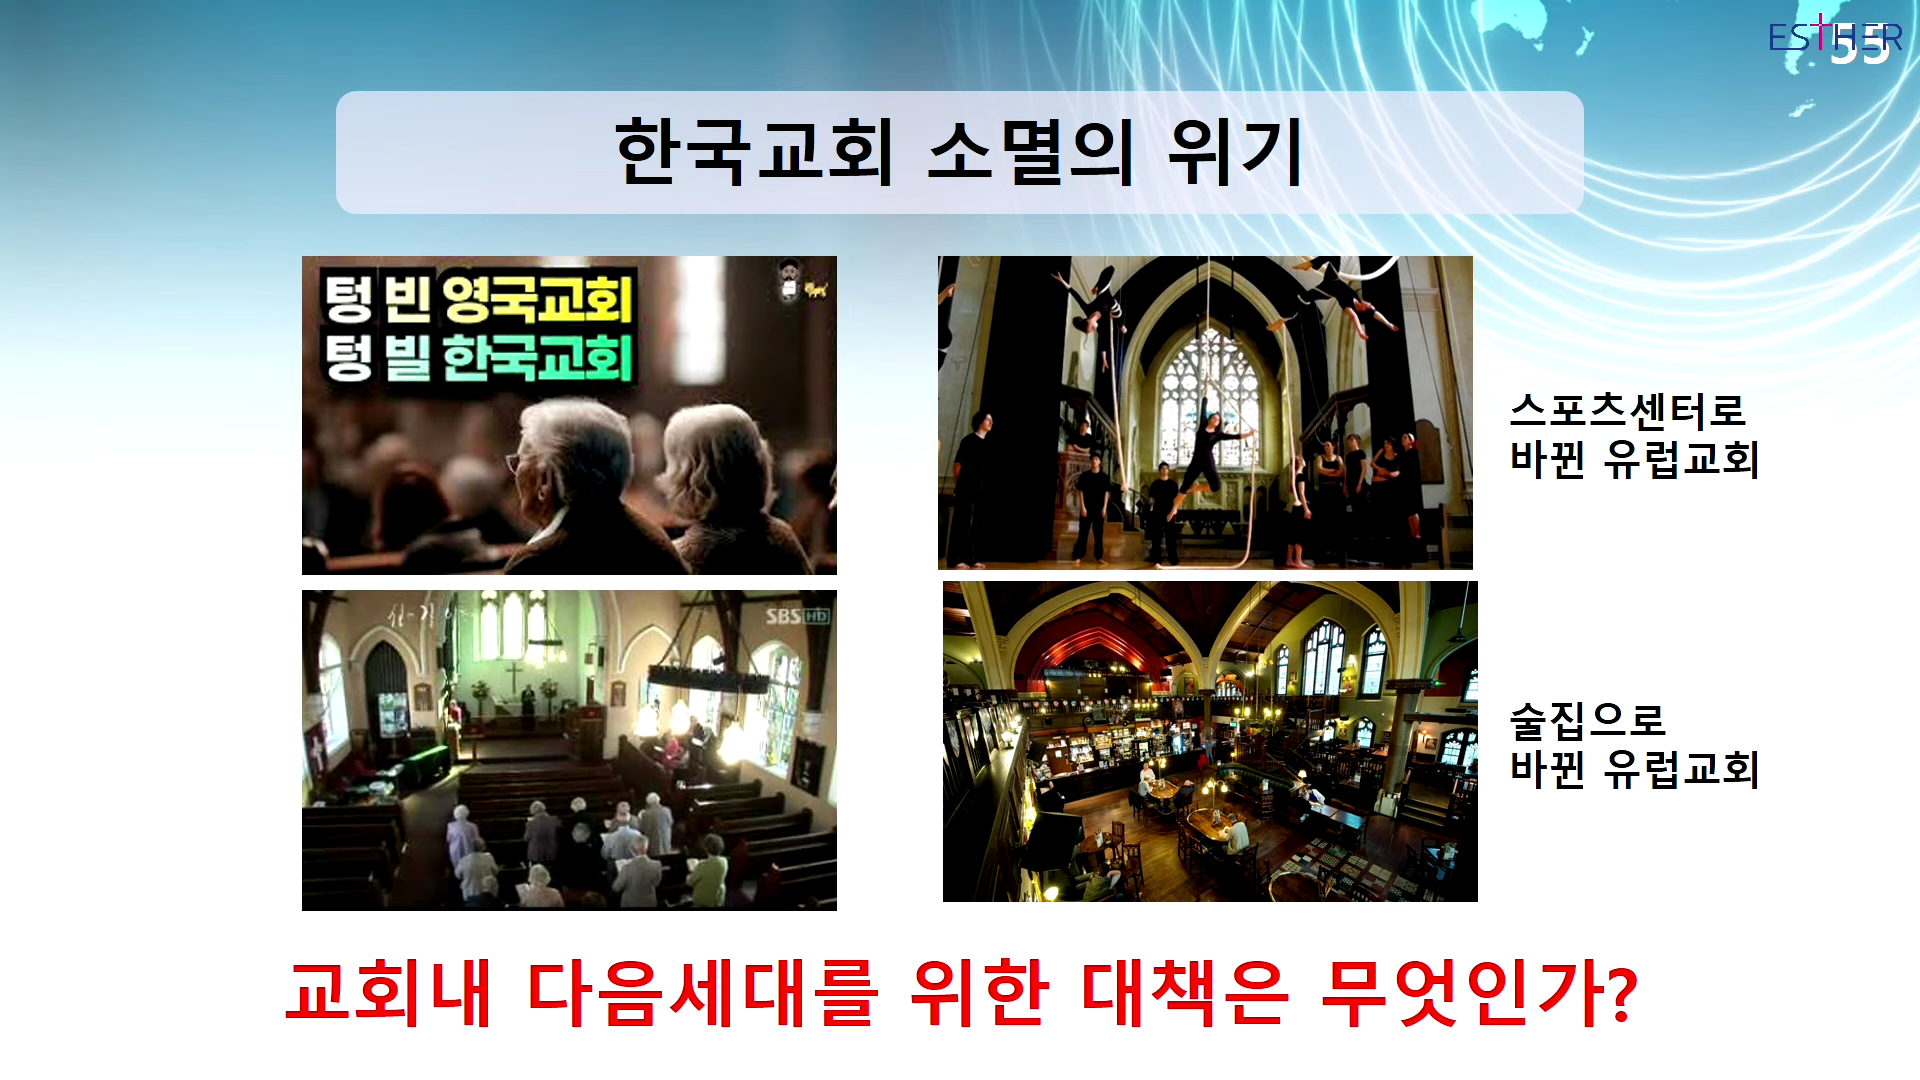 ESTHER
55
한국교회 소멸의 위기
텅 빈 영국교회
텅 빌 한국교회
스포츠센터로
바뀐 유럽교회
SBS HD
술집으로
바뀐 유럽교회
교회내 다음세대를 위한 대책은 무엇인가?